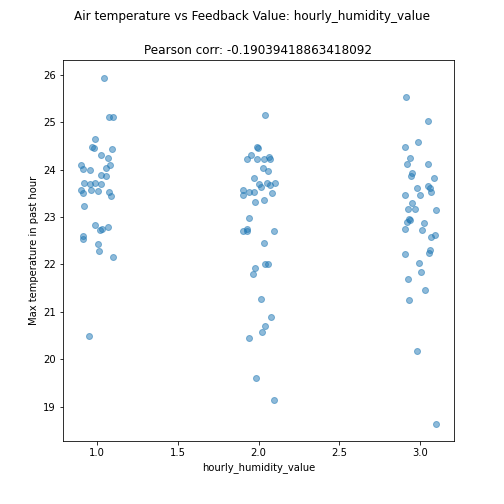 Air temperature vs Feedback Value: hourly_humidity_value
Pearson corr: -0.19039418863418092
26
25
24
23
22
21
20
19
Max temperature in past hour
1.0 1.5 2.0 2.5 3.0
hourly_humidity_value